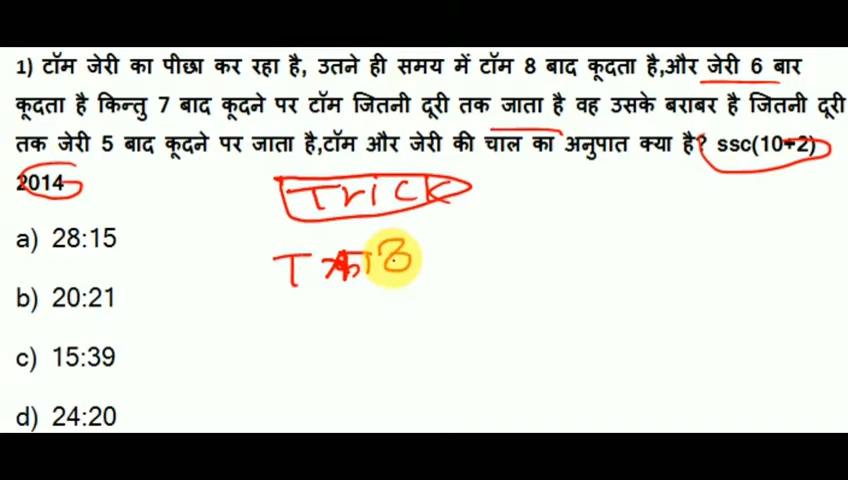 1) टॉम जेरी का पीछा कर रहा है, उतने ही समय में टॉम 8 बाद कूदता है,और जेरी 6 बार
कूदता है किन्तु 7 बाद कूदने पर टॉम जितनी दूरी तक जाता है वह उसके बराबर है जितनी दूरी
तक जेरी 5 बाद कूदने पर जाता है,टॉम और जेरी की चाल का अनुपात क्या है? ssc(10+2)
2014
Trick
T का 8
a) 28:15
b) 20:21
c) 15:39
d) 24:20